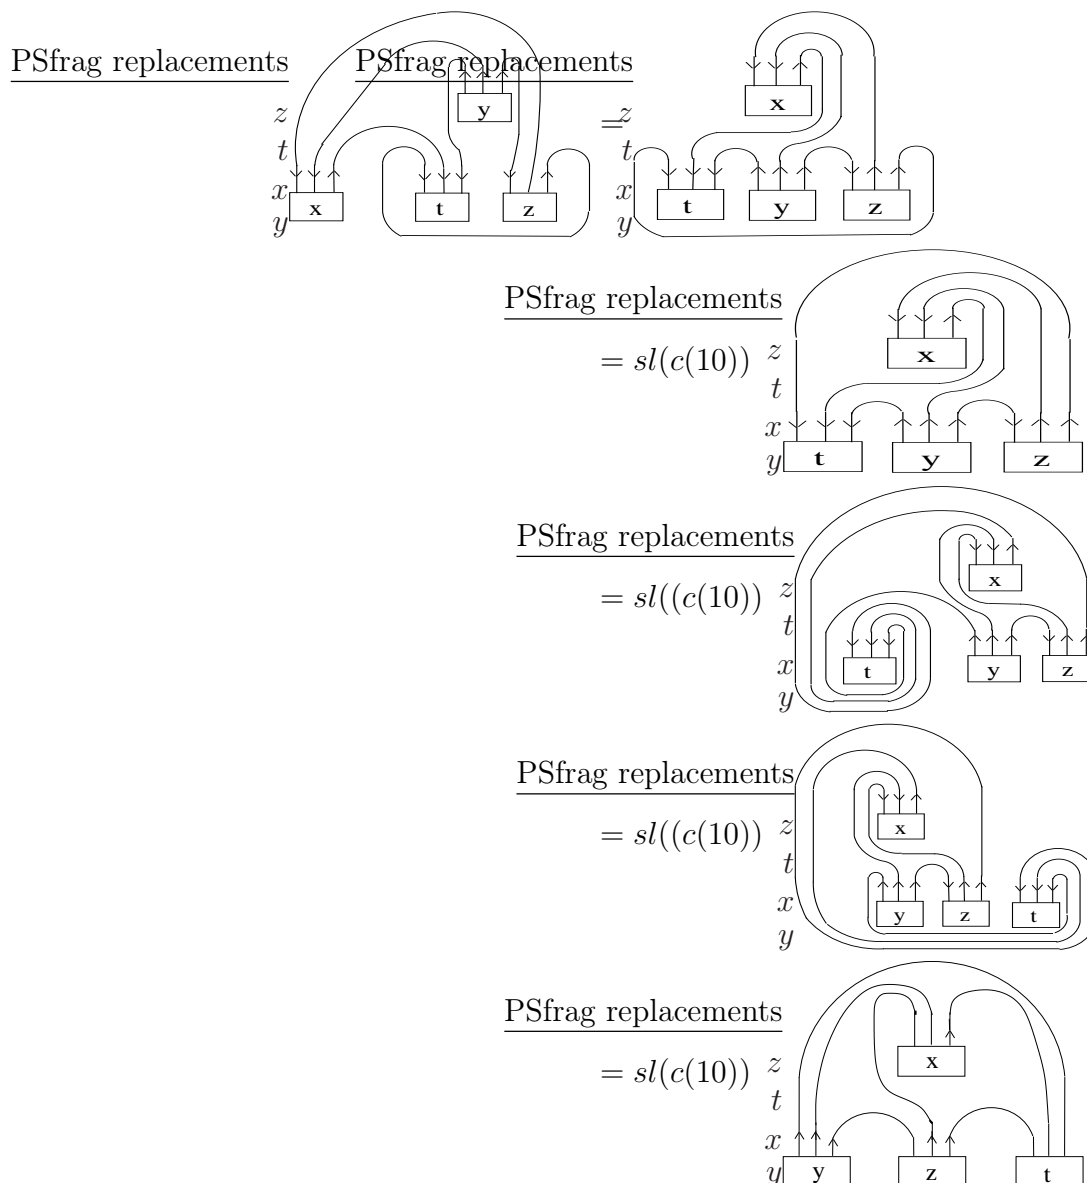 PSfrag replacements PSfrag replacements
y
x
z = z
t t
x x t z x t y z
y y
PSfrag replacements
x
= sl(c(10)) z
t
x
y t y z
PSfrag replacements
x
= sl((c(10)) z
t
x t y z
y
PSfrag replacements
x
= sl((c(10)) z
t
x y z t
y
PSfrag replacements
x
= sl(c(10)) z
t
x
y y z t